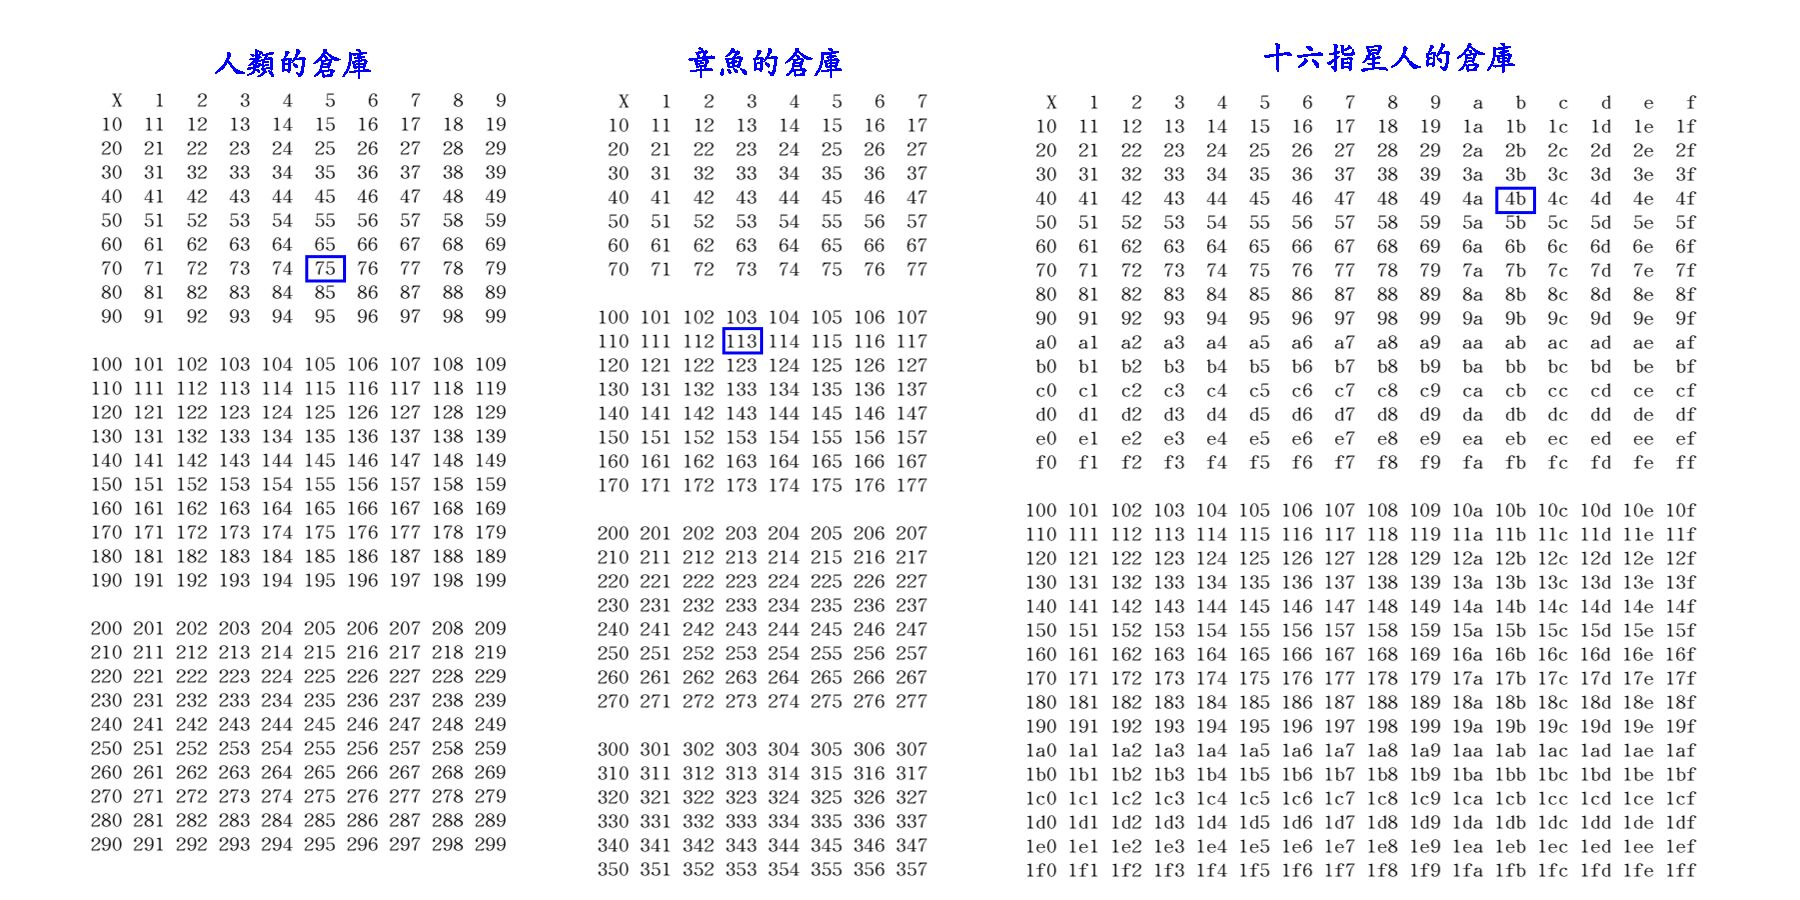 人類的倉庫
X 1 2 3 4 5 6 7 8 9
10 11 12 13 14 15 16 17 18 19
20 21 22 23 24 25 26 27 28 29
30 31 32 33 34 35 36 37 38 39
40 41 42 43 44 45 46 47 48 49
50 51 52 53 54 55 56 57 58 59
60 61 62 63 64 65 66 67 68 69
70 71 72 73 74 75 76 77 78 79
80 81 82 83 84 85 86 87 88 89
90 91 92 93 94 95 96 97 98 99
100 101 102 103 104 105 106 107 108 109
110 111 112 113 114 115 116 117 118 119
120 121 122 123 124 125 126 127 128 129
130 131 132 133 134 135 136 137 138 139
140 141 142 143 144 145 146 147 148 149
150 151 152 153 154 155 156 157 158 159
160 161 162 163 164 165 166 167 168 169
170 171 172 173 174 175 176 177 178 179
180 181 182 183 184 185 186 187 188 189
190 191 192 193 194 195 196 197 198 199
200 201 202 203 204 205 206 207 208 209
210 211 212 213 214 215 216 217 218 219
220 221 222 223 224 225 226 227 228 229
230 231 232 233 234 235 236 237 238 239
240 241 242 243 244 245 246 247 248 249
250 251 252 253 254 255 256 257 258 259
260 261 262 263 264 265 266 267 268 269
270 271 272 273 274 275 276 277 278 279
280 281 282 283 284 285 286 287 288 289
290 291 292 293 294 295 296 297 298 299
章魚的倉庫
X 1 2 3 4 5 6 7
10 11 12 13 14 15 16 17
20 21 22 23 24 25 26 27
30 31 32 33 34 35 36 37
40 41 42 43 44 45 46 47
50 51 52 53 54 55 56 57
60 61 62 63 64 65 66 67
70 71 72 73 74 75 76 77
100 101 102 103 104 105 106 107
110 111 112 113 114 115 116 117
120 121 122 123 124 125 126 127
130 131 132 133 134 135 136 137
140 141 142 143 144 145 146 147
150 151 152 153 154 155 156 157
160 161 162 163 164 165 166 167
170 171 172 173 174 175 176 177
200 201 202 203 204 205 206 207
210 211 212 213 214 215 216 217
220 221 222 223 224 225 226 227
230 231 232 233 234 235 236 237
240 241 242 243 244 245 246 247
250 251 252 253 254 255 256 257
260 261 262 263 264 265 266 267
270 271 272 273 274 275 276 277
300 301 302 303 304 305 306 307
310 311 312 313 314 315 316 317
320 321 322 323 324 325 326 327
330 331 332 333 334 335 336 337
340 341 342 343 344 345 346 347
350 351 352 353 354 355 356 357
十六指星人的倉庫
X 1 2 3 4 5 6 7 8 9 a b c d e f
10 11 12 13 14 15 16 17 18 19 1a 1b 1c 1d 1e 1f
20 21 22 23 24 25 26 27 28 29 2a 2b 2c 2d 2e 2f
30 31 32 33 34 35 36 37 38 39 3a 3b 3c 3d 3e 3f
40 41 42 43 44 45 46 47 48 49 4a 4b 4c 4d 4e 4f
50 51 52 53 54 55 56 57 58 59 5a 5b 5c 5d 5e 5f
60 61 62 63 64 65 66 67 68 69 6a 6b 6c 6d 6e 6f
70 71 72 73 74 75 76 77 78 79 7a 7b 7c 7d 7e 7f
80 81 82 83 84 85 86 87 88 89 8a 8b 8c 8d 8e 8f
90 91 92 93 94 95 96 97 98 99 9a 9b 9c 9d 9e 9f
a0 a1 a2 a3 a4 a5 a6 a7 a8 a9 aa ab ac ad ae af
b0 b1 b2 b3 b4 b5 b6 b7 b8 b9 ba bb bc bd be bf
c0 c1 c2 c3 c4 c5 c6 c7 c8 c9 ca cb cc cd ce cf
d0 d1 d2 d3 d4 d5 d6 d7 d8 d9 da db dc dd de df
e0 e1 e2 e3 e4 e5 e6 e7 e8 e9 ea eb ec ed ee ef
f0 f1 f2 f3 f4 f5 f6 f7 f8 f9 fa fb fc fd fe ff
100 101 102 103 104 105 106 107 108 109 10a 10b 10c 10d 10e 10f
110 111 112 113 114 115 116 117 118 119 11a 11b 11c 11d 11e 11f
120 121 122 123 124 125 126 127 128 129 12a 12b 12c 12d 12e 12f
130 131 132 133 134 135 136 137 138 139 13a 13b 13c 13d 13e 13f
140 141 142 143 144 145 146 147 148 149 14a 14b 14c 14d 14e 14f
150 151 152 153 154 155 156 157 158 159 15a 15b 15c 15d 15e 15f
160 161 162 163 164 165 166 167 168 169 16a 16b 16c 16d 16e 16f
170 171 172 173 174 175 176 177 178 179 17a 17b 17c 17d 17e 17f
180 181 182 183 184 185 186 187 188 189 18a 18b 18c 18d 18e 18f
190 191 192 193 194 195 196 197 198 199 19a 19b 19c 19d 19e 19f
1a0 1a1 1a2 1a3 1a4 1a5 1a6 1a7 1a8 1a9 1aa 1ab 1ac 1ad 1ae 1af
1b0 1b1 1b2 1b3 1b4 1b5 1b6 1b7 1b8 1b9 1ba 1bb 1bc 1bd 1be 1bf
1c0 1c1 1c2 1c3 1c4 1c5 1c6 1c7 1c8 1c9 1ca 1cb 1cc 1cd 1ce 1cf
1d0 1d1 1d2 1d3 1d4 1d5 1d6 1d7 1d8 1d9 1da 1db 1dc 1dd 1de 1df
1e0 1e1 1e2 1e3 1e4 1e5 1e6 1e7 1e8 1e9 1ea 1eb 1ec 1ed 1ee 1ef
1f0 1f1 1f2 1f3 1f4 1f5 1f6 1f7 1f8 1f9 1fa 1fb 1fc 1fd 1fe 1ff